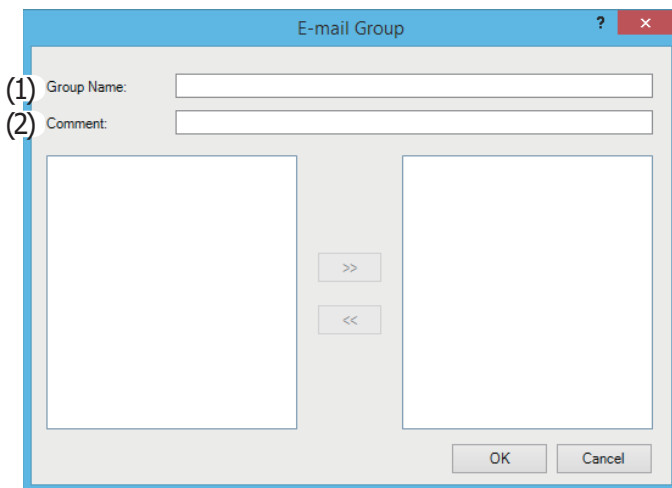 E-mail Group
?
×
(1) Group Name:
(2) Comment:
>>
<<
OK Cancel